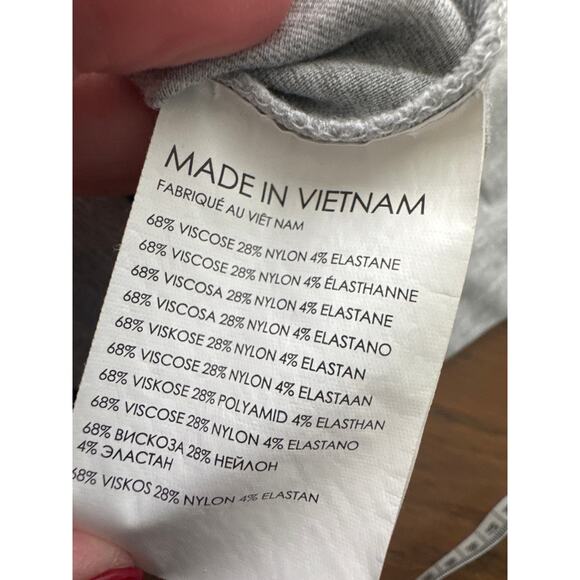 MADE IN VIETNAM
FABRIQUÉ AU VIÊT NAM
68% VISCOSE 28% NYLON 4% ELASTANE
68% VISCOSE 28% NYLON 4% ÉLASTHANNE
68% VISCOSA 28% NYLON 4% ELASTANE
68% VISCOSA 28% NYLON 4% ELASTANO
68% VISKOSE 28% NYLON 4% ELASTAN
68% VISCOSE 28% NYLON 4% ELASTAAN
68% VISKOSE 28% POLYAMID 4% ELASTHAN
68% VISCOSE 28% NYLON 4% ELASTANO
68% ВИСКОЗА 28% НЕЙЛОН
4% ЭЛАСТАН
68% VISKOS 28% NYLON 4% ELASTAN